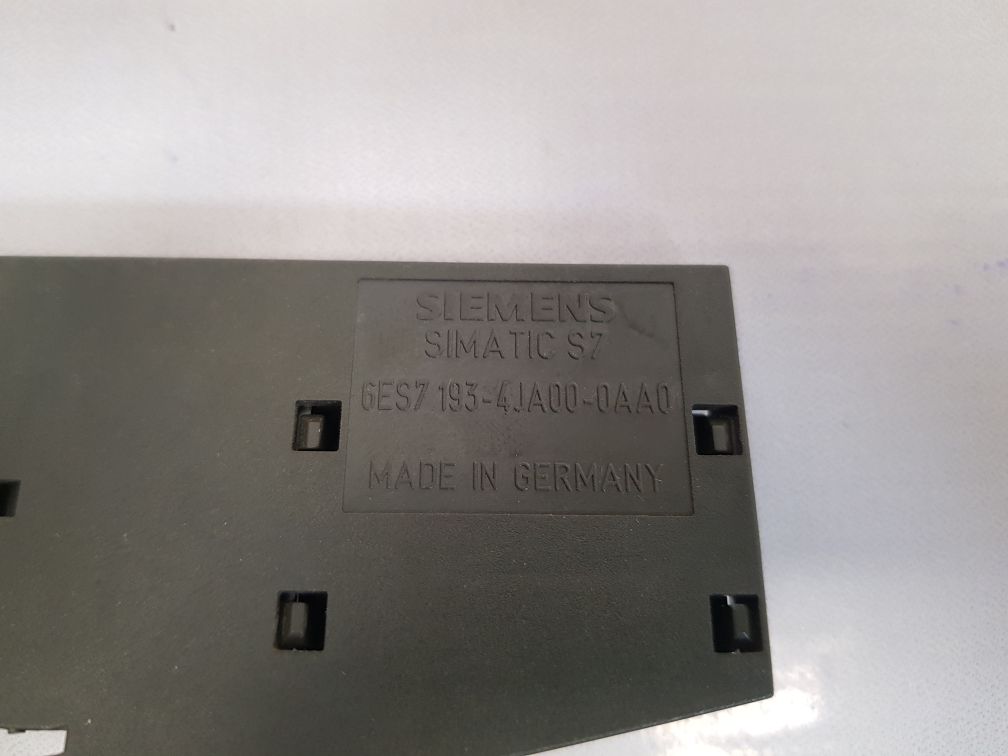 SIEMENS
SIMATIC S7
6ES7 193-4JA00-0AA0
MADE IN GERMANY